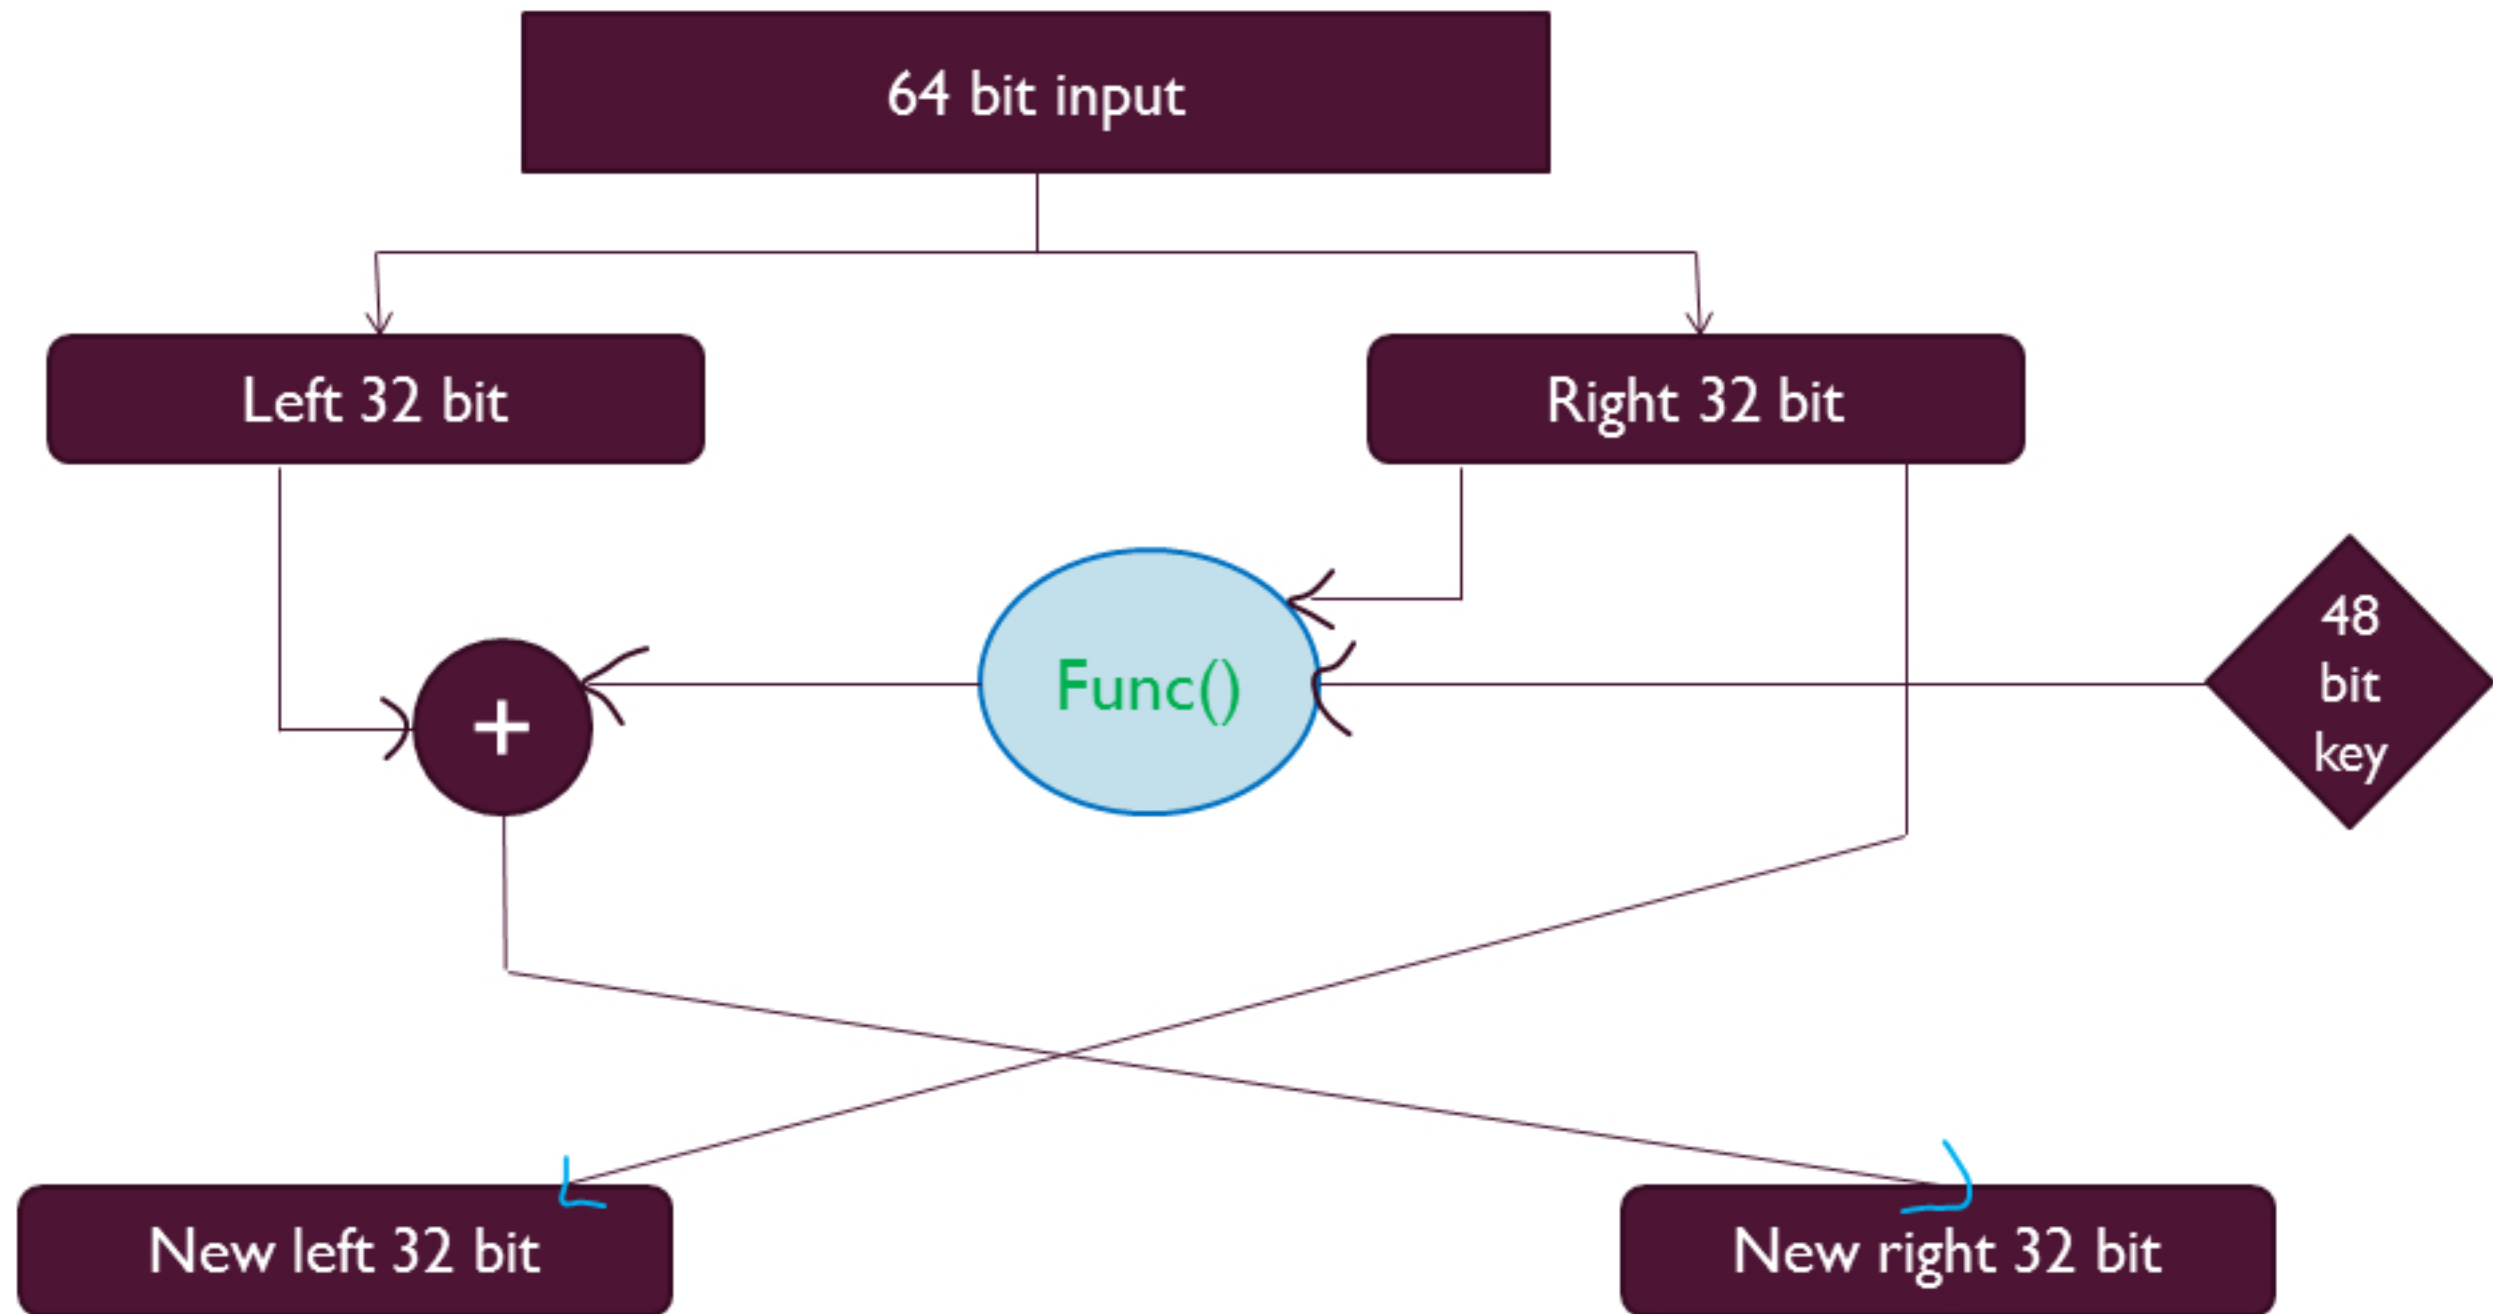 64 bit input
Left 32 bit
Right 32 bit
48
bit
key
Func()
+
New left 32 bit
New right 32 bit